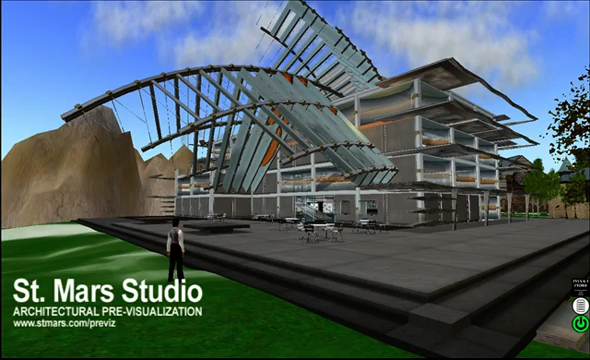 St. Mars Studio
ARCHITECTURAL PRE-VISUALIZATION
www.stmars.com/previz